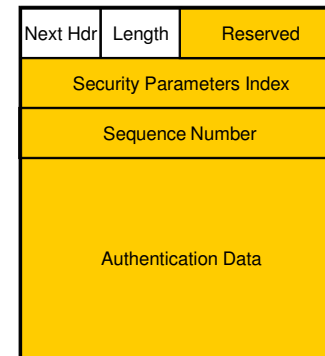 Next Hdr Length Reserved
Security Parameters Index
Sequence Number
Authentication Data